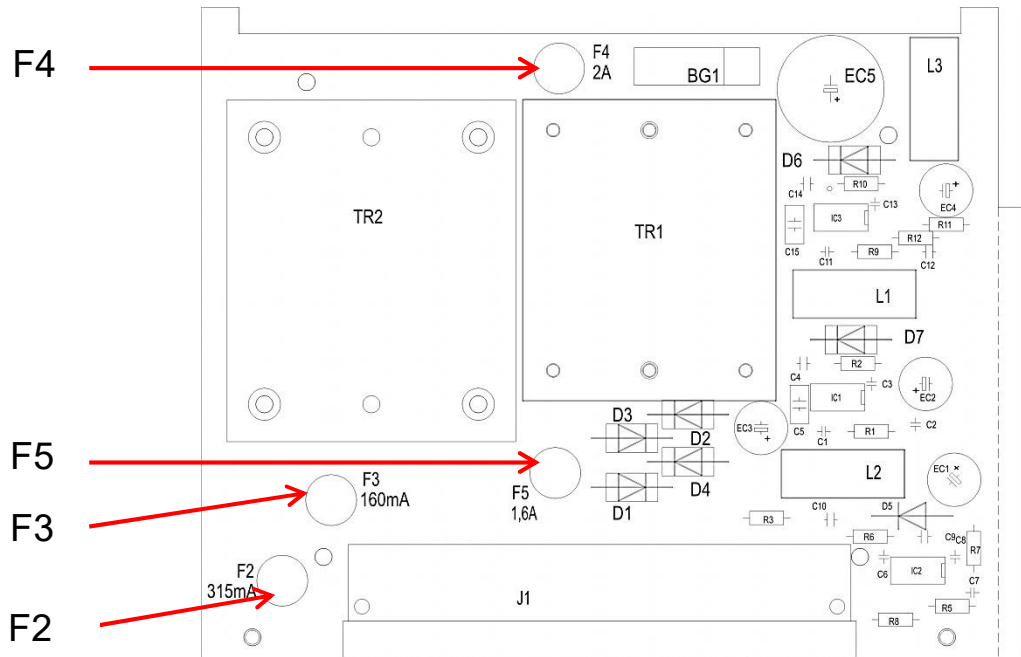 F4
F4
2A
BG1
EC5
L3
D6
C14
R10
C13
IC3
EC4
R11
R12
C15
C11
R9
C12
TR2
TR1
L1
D7
C4
R2
C3
IC1
EC2
C5
C1
R1
C2
D3
D2
EC3
L2
EC1
F5
D4
F5
1,6A
D1
F3
160mA
F3
C10
D5
R3
R6
C9
C8
R7
F2
315mA
C6
IC2
C7
J1
R5
R8
F2